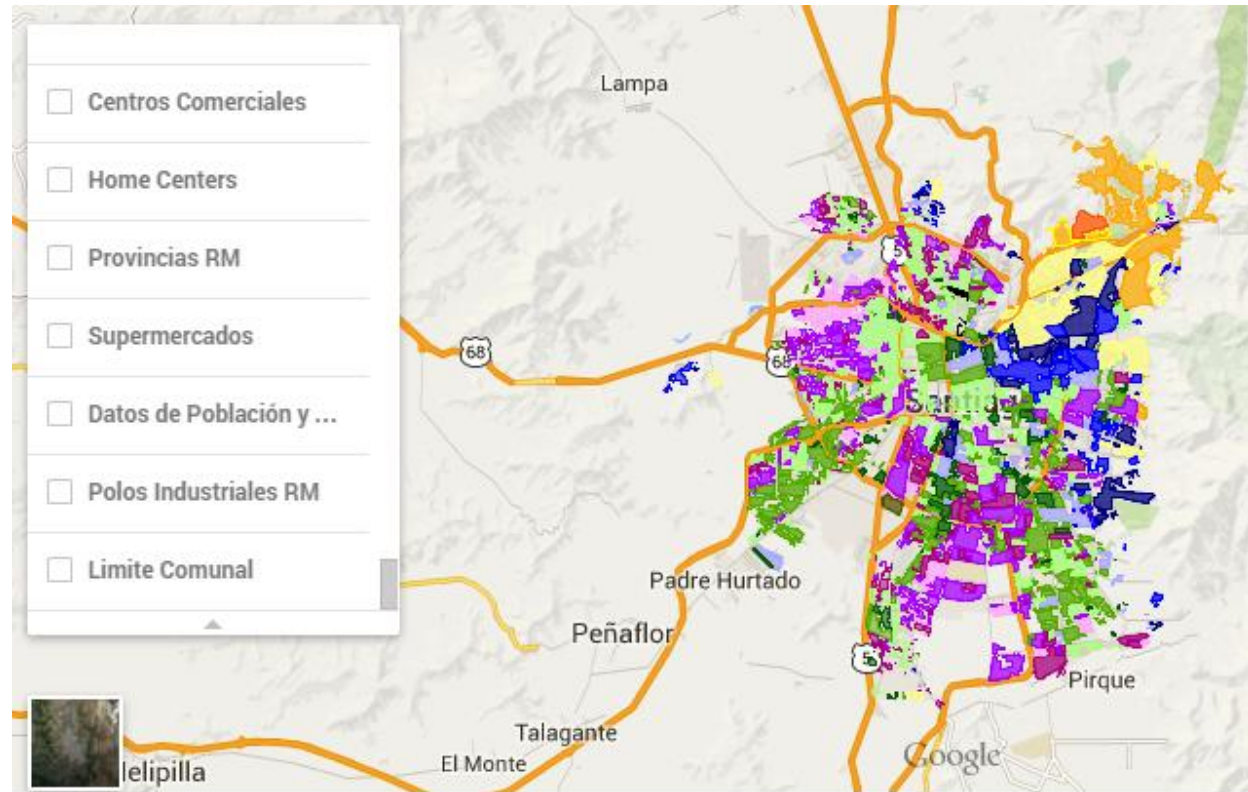 Centros Comerciales
Home Centers
Provincias RM
Supermercados
Datos de Población y ...
Polos Industriales RM
Limite Comunal
Lampa
5
68
68
Padre Hurtado
Peñaflor
5
Pirque
Talagante
El Monte
elipilla
Google